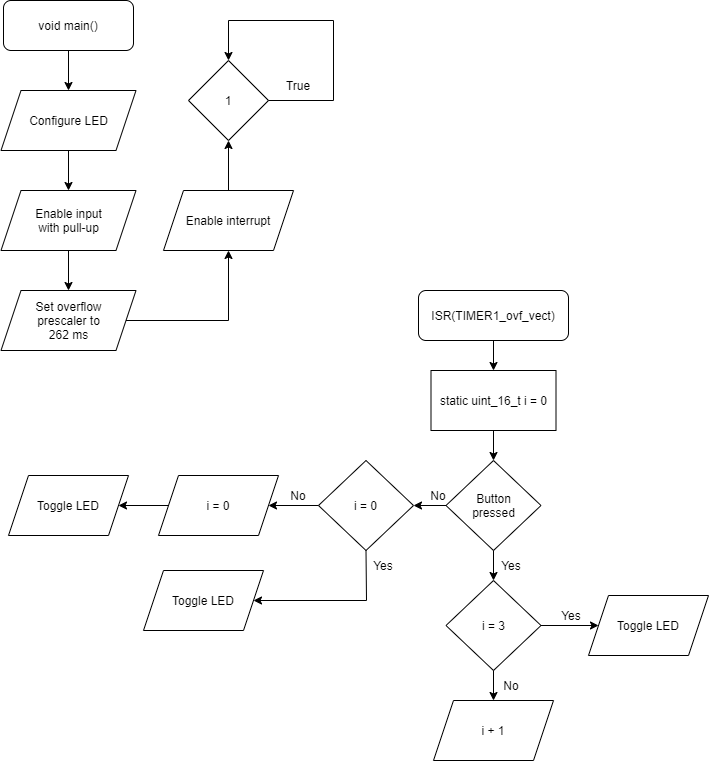 void main()
Configure LED
Enable input
with pull-up
Set overflow
prescaler to
262 ms
Enable interrupt
1
True
ISR(TIMER1_ovf_vect)
static uint_16_t i = 0
Button
pressed
No
i = 0
No
i = 0
Toggle LED
Yes
Toggle LED
Yes
i = 3
Yes
Toggle LED
No
i + 1